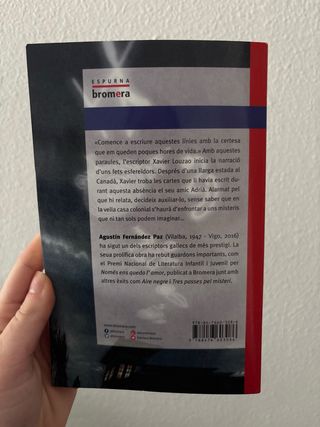 ESPURNA
bromera
«Comence a escriure aquestes línies amb la certesa
que em queden poques hores de vida.» Amb aquestes
paraules, l'escriptor Xavier Louzao inicia la narració
d'uns fets esfereïdors. Després d'una llarga estada al
Canadà, Xavier troba les cartes que li havia escrit du-
rant aquesta absència el seu amic Adrià. Alarmat pel
que hi relata, decideix auxiliar-lo, sense saber que en
la vella casa colonial s'haurà d'enfrontar a uns misteris
que ni tan sols podem imaginar...
Agustín Fernández Paz (Vilalba, 1947 - Vigo, 2016)
ha sigut un dels escriptors gallecs de més prestigi. La
seua prolífica obra ha rebut guardons importants, com
el Premi Nacional de Literatura Infantil i Juvenil per
Només ens queda l'amor, publicat a Bromera junt amb
altres èxits com Aire negre i Tres passes pel misteri.
www.bromera.com